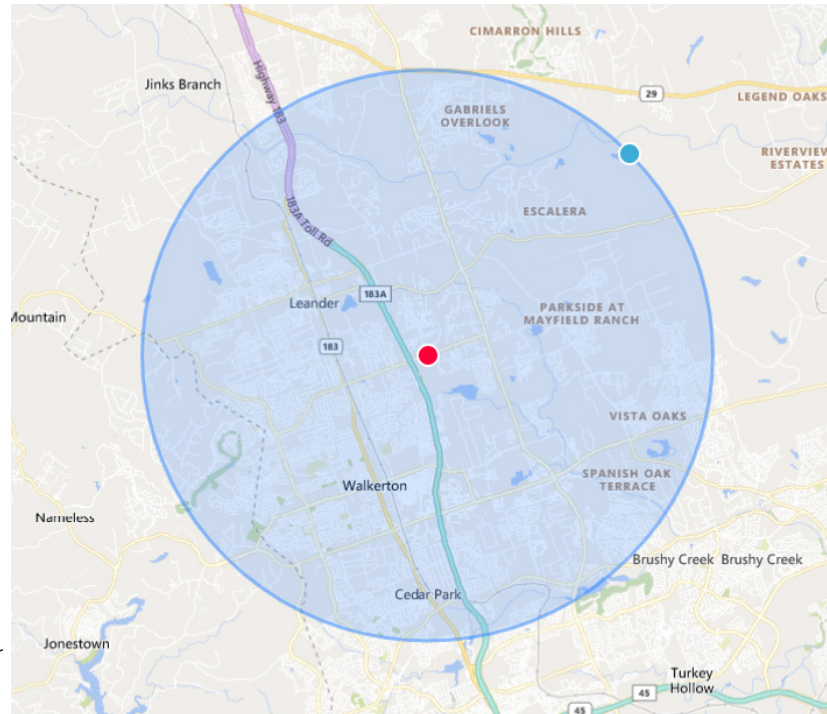 CIMARRON HILLS
Jinks Branch
Highway 183
29
LEGEND OAKS
GABRIELS
OVERLOOK
RIVERVIEW
ESTATES
183A Toll Rd
ESCALERA
183A
Leander
Mountain
PARKSIDE AT
MAYFIELD RANCH
183
VISTA OAKS
SPANISH OAK
TERRACE
Walkerton
Nameless
Brushy Creek Brushy Creek
Cedar Park
Jonestown
Turkey
Hollow
45
45